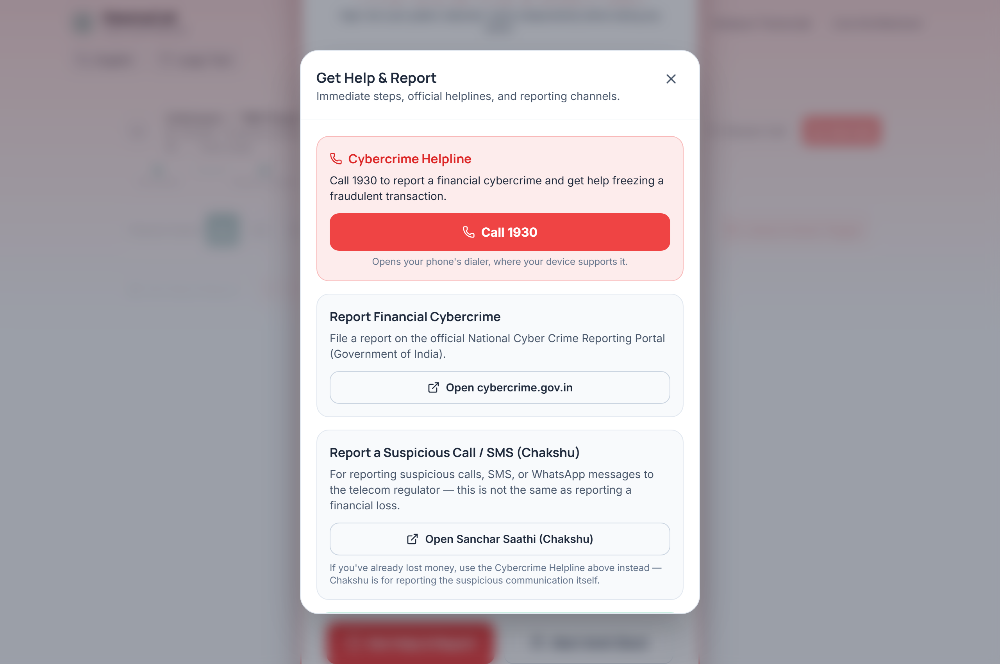 Get Help & Report
Immediate steps, official helplines, and reporting channels.
Cybercrime Helpline
Call 1930 to report a financial cybercrime and get help freezing a
fraudulent transaction.
Call 1930
Opens your phone's dialer, where your device supports it.
Report Financial Cybercrime
File a report on the official National Cyber Crime Reporting Portal
(Government of India).
Open cybercrime.gov.in
Report a Suspicious Call / SMS (Chakshu)
For reporting suspicious calls, SMS, or WhatsApp messages to
the telecom regulator — this is not the same as reporting a
financial loss.
Open Sanchar Saathi (Chakshu)
If you've already lost money, use the Cybercrime Helpline above instead —
Chakshu is for reporting the suspicious communication itself.